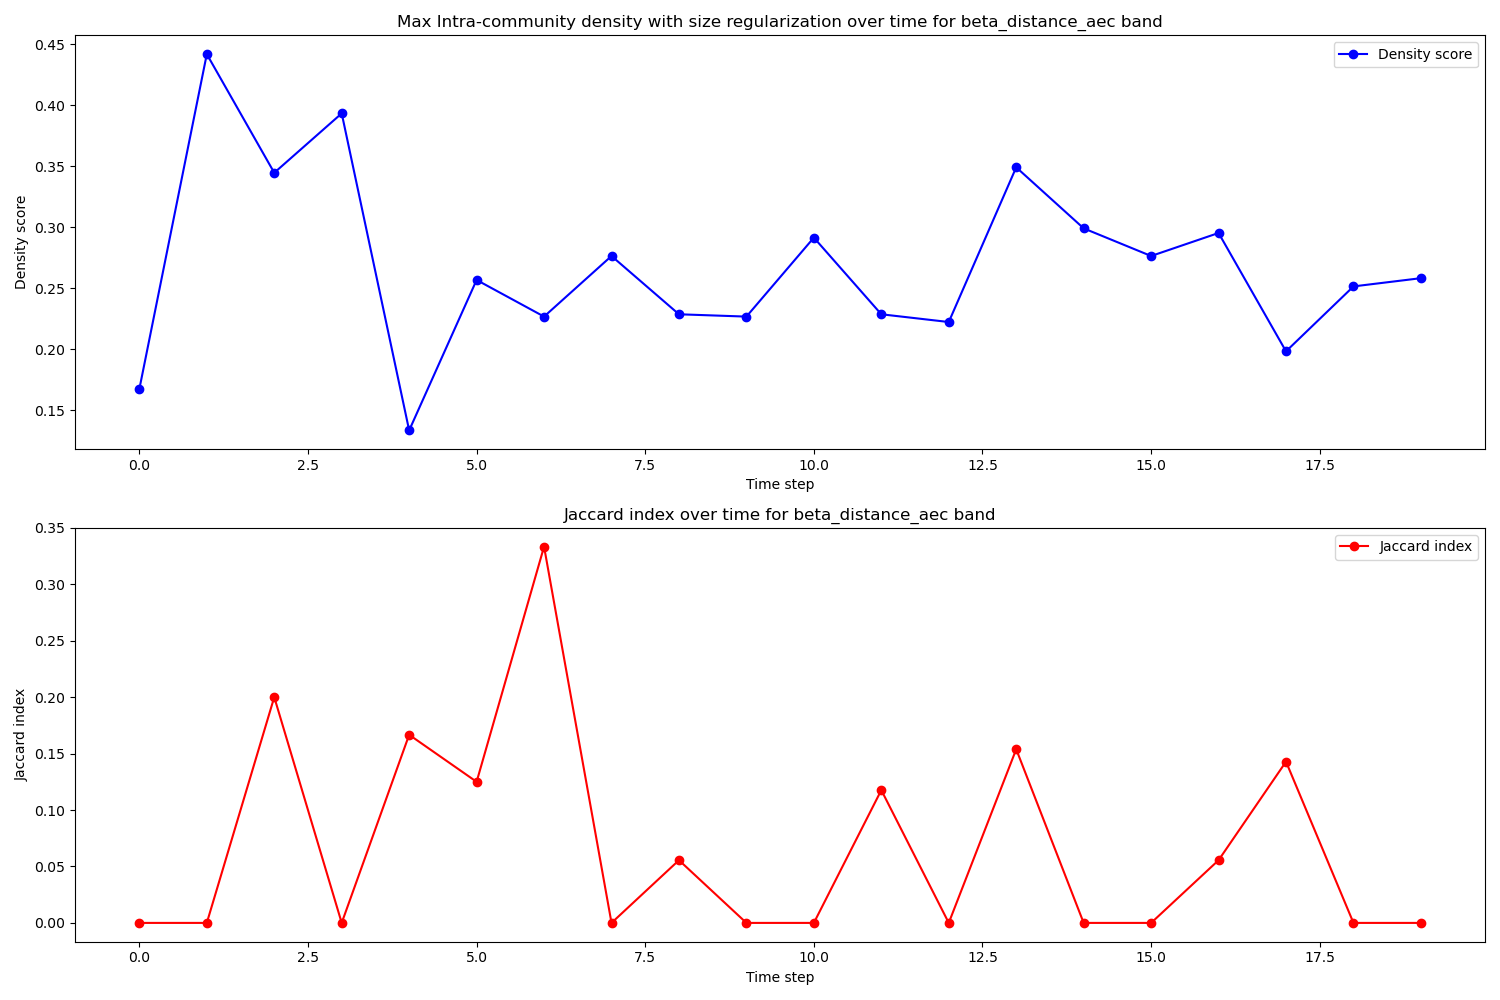 Max Intra-community density with size regularization over time for beta_distance_aec band
Density score
0.45
0.40
0.35
0.30
0.25
0.20
0.15
Density score
0.0 2.5 5.0 7.5 10.0 12.5 15.0 17.5
Time step
Jaccard index over time for beta_distance_aec band
Jaccard index
0.35
0.30
0.25
0.20
0.15
0.10
0.05
0.00
Jaccard index
0.0 2.5 5.0 7.5 10.0 12.5 15.0 17.5
Time step